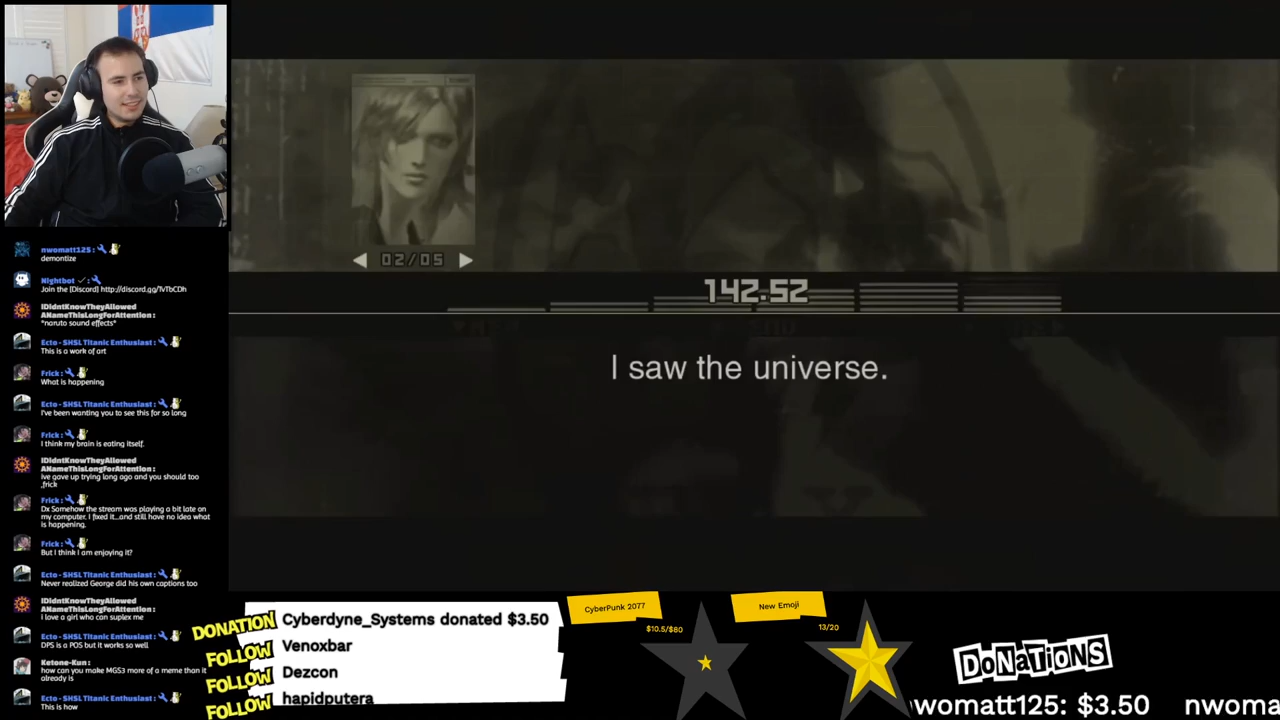 nwomatt125 :
demontize
Nightbot :
Join the [Discord] http://discord.gg/TvTbCDh
IDidntKnowTheyAllowed
ANameThisLongForAttention :
*naruto sound effects*
Ecto - SHSL Titanic Enthusiast :
This is a work of art
Frick :
What is happening
Ecto - SHSL Titanic Enthusiast :
I've been wanting you to see this for so long
Frick :
I think my brain is eating itself.
IDidntKnowTheyAllowed
ANameThisLongForAttention :
Ive gave up trying long ago and you should too
,frick
Frick :
Dx Somehow the stream was playing a bit late on
my computer. I fixed it...and still have no idea what
is happening.
Frick :
But I think I am enjoying it?
Ecto - SHSL Titanic Enthusiast :
Never realized George did his own captions too
IDidntKnowTheyAllowed
ANameThisLongForAttention :
I love a girl who can suplex me
Ecto - SHSL Titanic Enthusiast :
DPS is a POS but it works so well
Ketone-Kun :
how can you make MGS3 more of a meme than it
already is
Ecto - SHSL Titanic Enthusiast :
This is how
02/05
142.52
I saw the universe.
DONATION Cyberdyne_Systems donated $3.50
FOLLOW Venoxbar
FOLLOW Dezcon
FOLLOW hapidputera
CyberPunk 2077
$10.5/$80
New Emoji
13/20
DoNaTiONS
womatt125: $3.50 nwoma